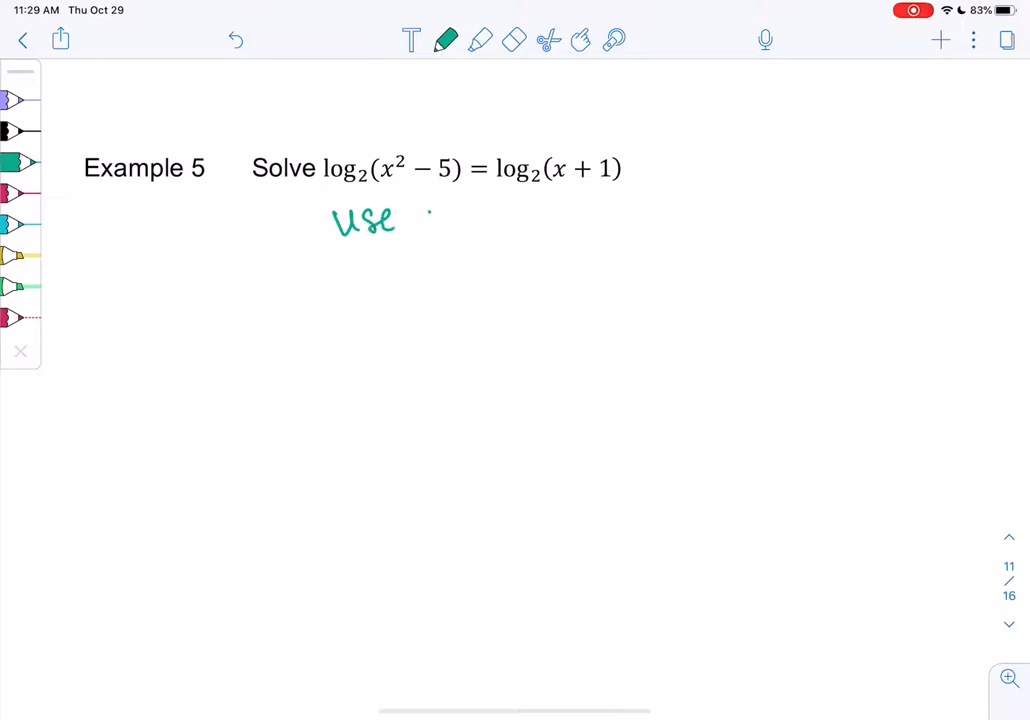 11:29 AM Thu Oct 29
83%
T
Example 5 Solve log₂(x² − 5) = log₂(x + 1)
use
11
/
16